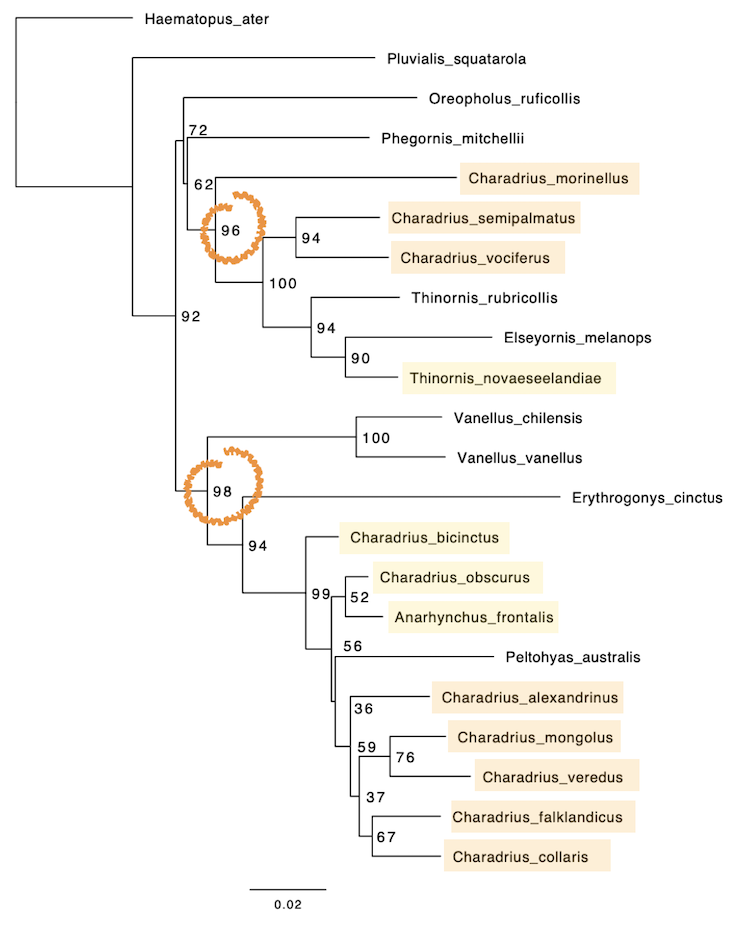 Haematopus_ater
Pluvialis_squatarola
Oreopholus_ruficollis
72
Phegornis_mitchellii
62
Charadrius_morinellus
96
Charadrius_semipalmatus
94
Charadrius_vociferus
100
Thinornis_rubricollis
92
94
Elseyornis_melanops
90
Thinornis_novaeseelandiae
Vanellus_chilensis
100
Vanellus_vanellus
98
Erythrogonys_cinctus
Charadrius_bicinctus
94
Charadrius_obscurus
99
52
Anarhynchus_frontalis
56
Peltohyas_australis
Charadrius_alexandrinus
36
Charadrius_mongolus
59
76
Charadrius_veredus
37
Charadrius_falklandicus
67
Charadrius_collaris
0.02